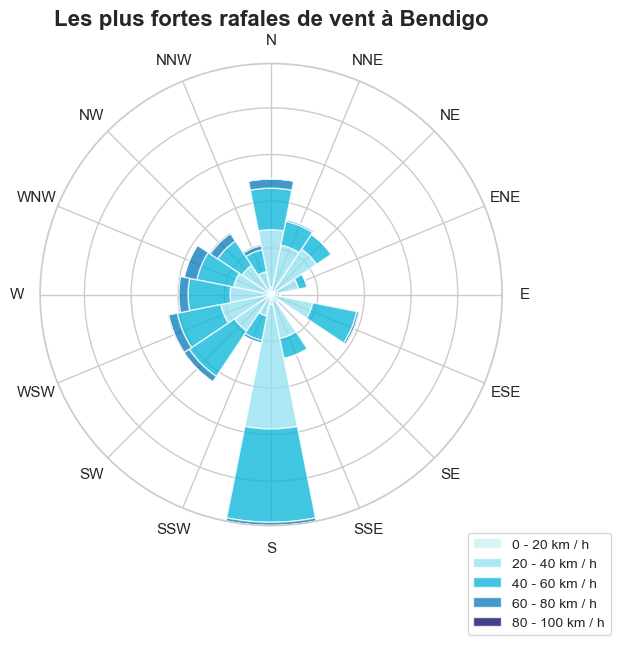 Les plus fortes rafales de vent à Bendigo
N
NNW
NNE
NW
NE
WNW
ENE
W
E
WSW
ESE
SW
SE
SSW
SSE
S
0 - 20 km / h
20 - 40 km / h
40 - 60 km / h
60 - 80 km / h
80 - 100 km / h